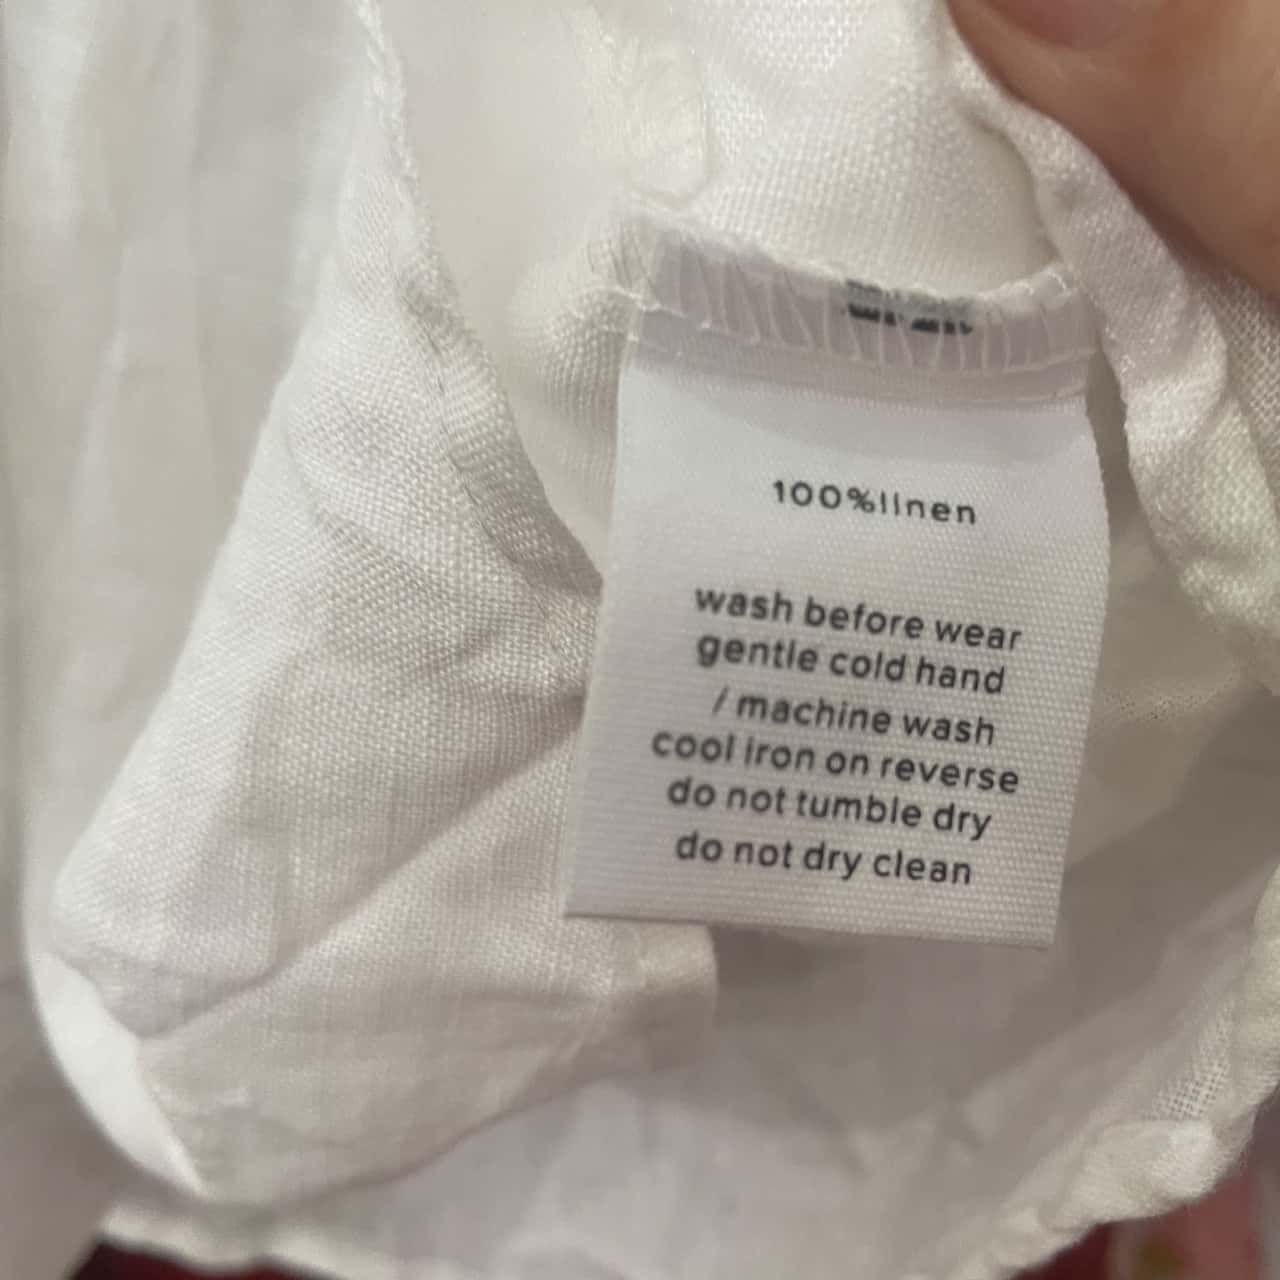 100%linen
wash before wear
gentle cold hand
/ machine wash
cool iron on reverse
do not tumble dry
do not dry clean